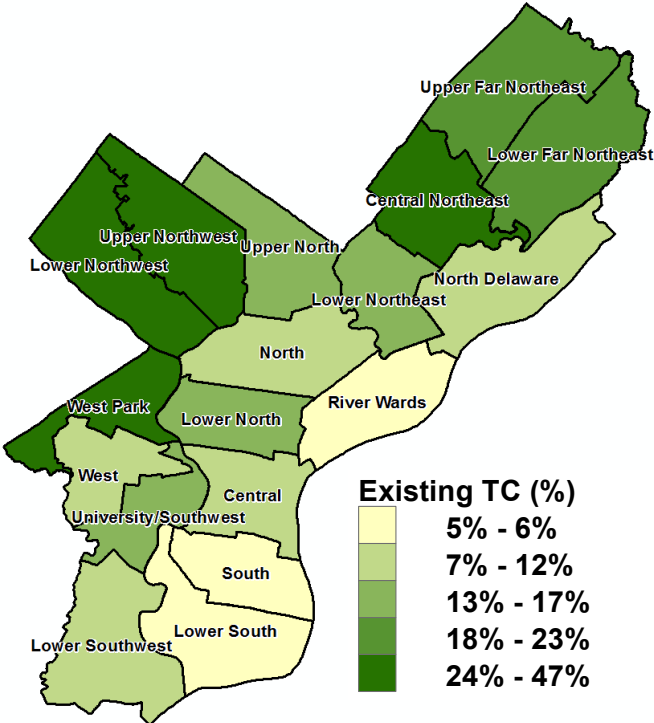 Upper Far Northeast
Lower Far Northeast
Central Northeast
Upper Northwest
Upper North
Lower Northwest
North Delaware
Lower Northeast
North
West Park
River Wards
Lower North
West
Central
University/Southwest
South
Lower South
Lower Southwest
Existing TC (%)
5% - 6%
7% - 12%
13% - 17%
18% - 23%
24% - 47%